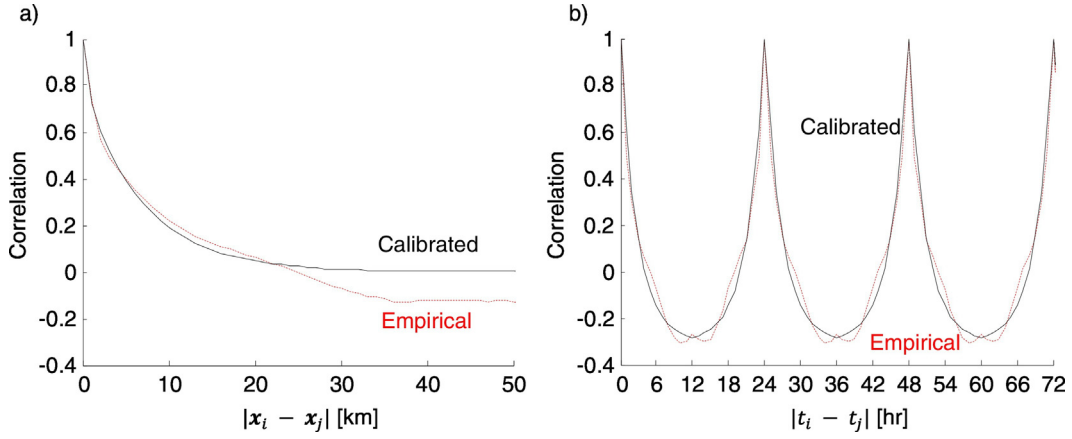 a)
1
0.8
0.6
0.4
0.2
0
-0.2
-0.4
Correlation
Calibrated
Empirical
0 10 20 30 40 50
|𝒙i − 𝒙j| [km]
b)
1
0.8
0.6
0.4
0.2
0
-0.2
-0.4
Correlation
Calibrated
Empirical
0 6 12 18 24 30 36 42 48 54 60 66 72
|ti − tj| [hr]